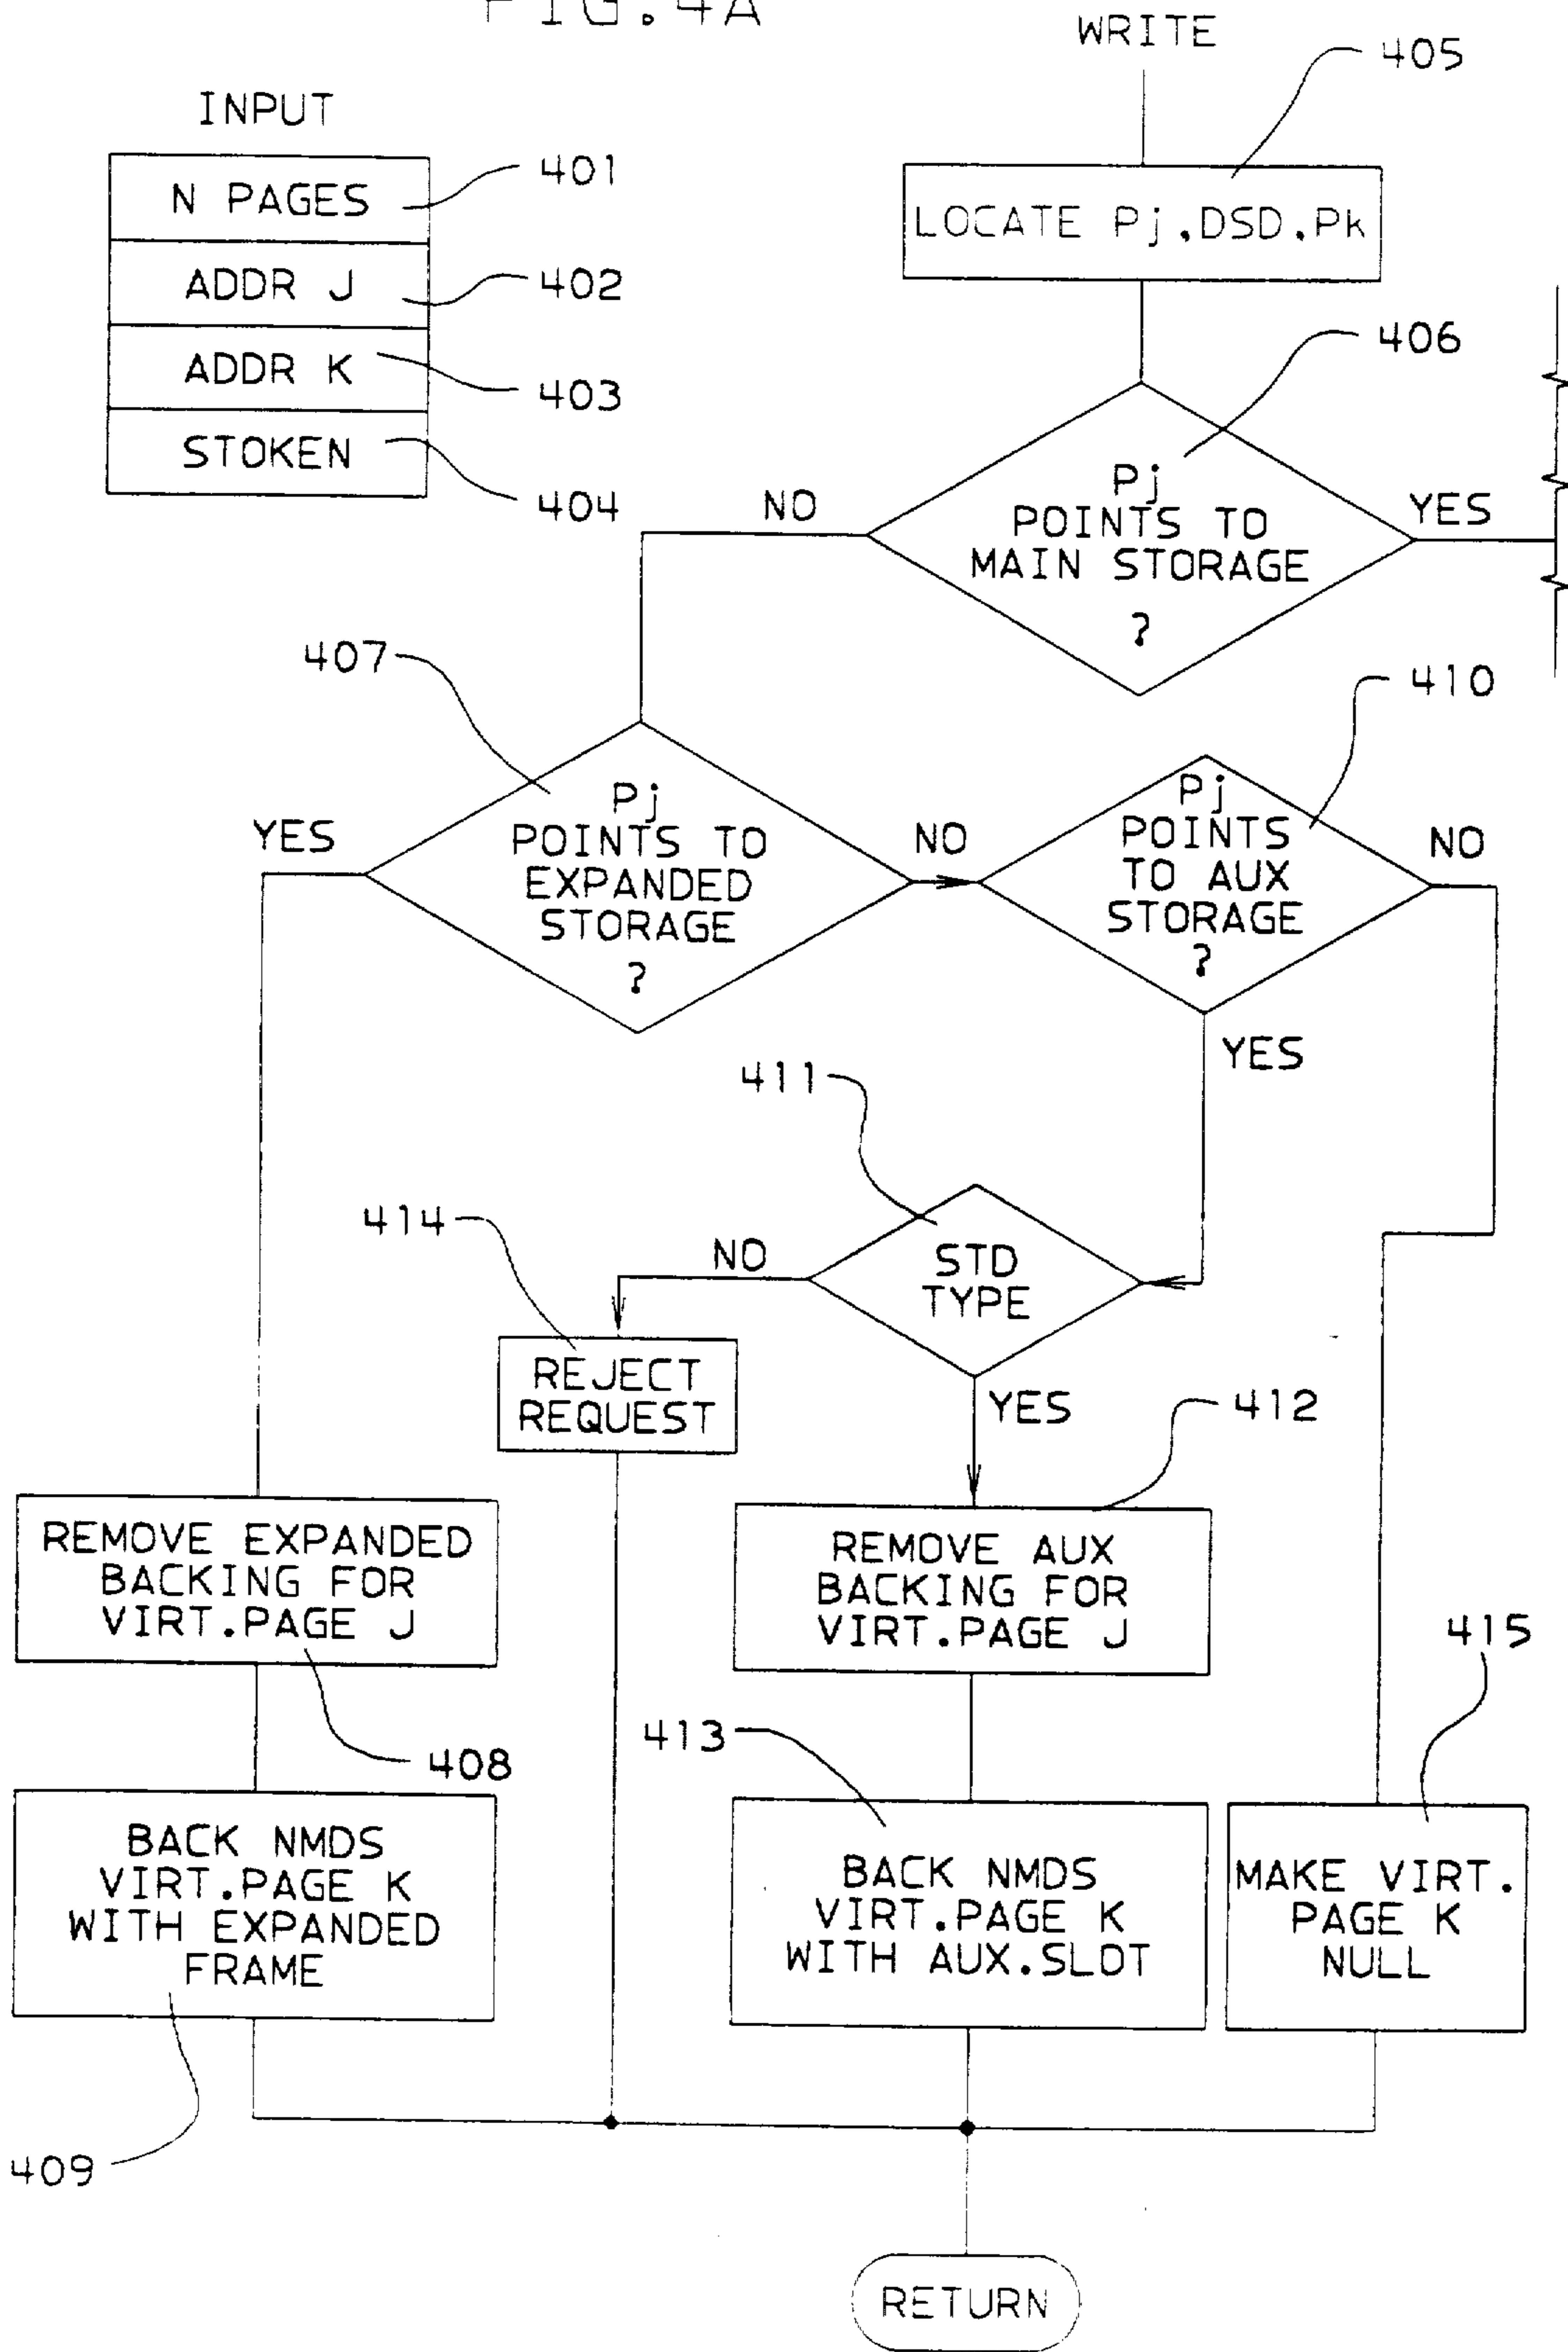 FIG. 4A
WRITE
405
INPUT
N PAGES
401
ADDR J
402
ADDR K
403
STOKEN
404
LOCATE Pj.DSD.Pk
406
Pj
POINTS TO
MAIN STORAGE
?
NO
YES
407
410
Pj
POINTS TO
EXPANDED
STORAGE
?
YES
NO
Pj
POINTS
TO AUX
STORAGE
?
NO
YES
411
414
NO
STD
TYPE
REJECT
REQUEST
YES
412
REMOVE EXPANDED
BACKING FOR
VIRT.PAGE J
REMOVE AUX
BACKING FOR
VIRT.PAGE J
415
413
408
BACK NMDS
VIRT.PAGE K
WITH EXPANDED
FRAME
BACK NMDS
VIRT.PAGE K
WITH AUX.SLOT
MAKE VIRT.
PAGE K
NULL
409
RETURN